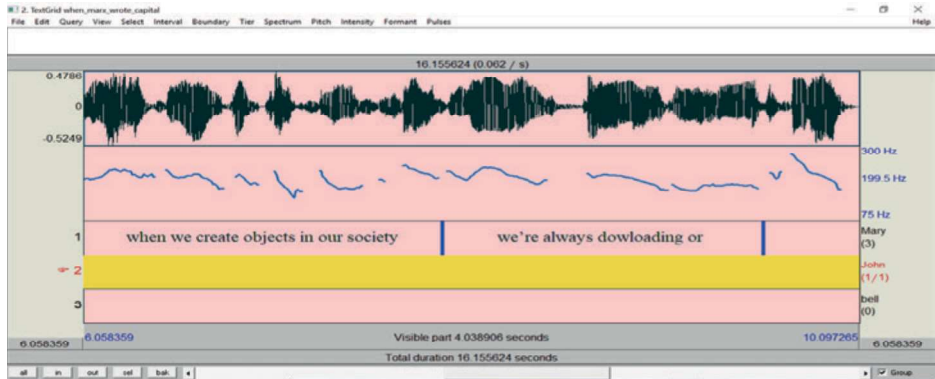 2. TextGrid when_marx_wrote_capital
File Edit Query View Select Interval Boundary Tier Spectrum Pitch Intensity Formant Pulses Help
16.155624 (0.062 / s)
0.4786
0
-0.5249
300 Hz
199.5 Hz
75 Hz
1 when we create objects in our society we're always dowloading or Mary
(3)
2 John
(1/1)
3 bell
(0)
6.058359 6.058359 Visible part 4.038906 seconds 10.097265 6.058359
Total duration 16.155624 seconds
all in out sel bak Group